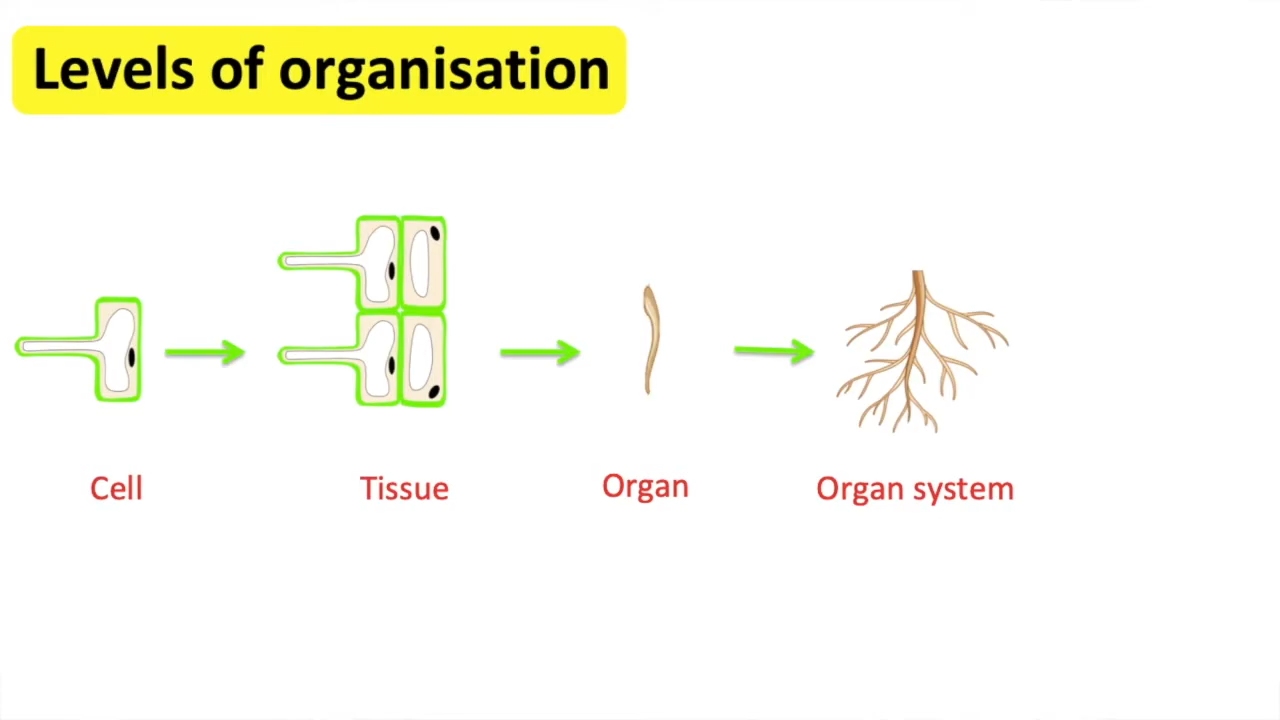 Levels of organisation
Cell
Tissue
Organ
Organ system